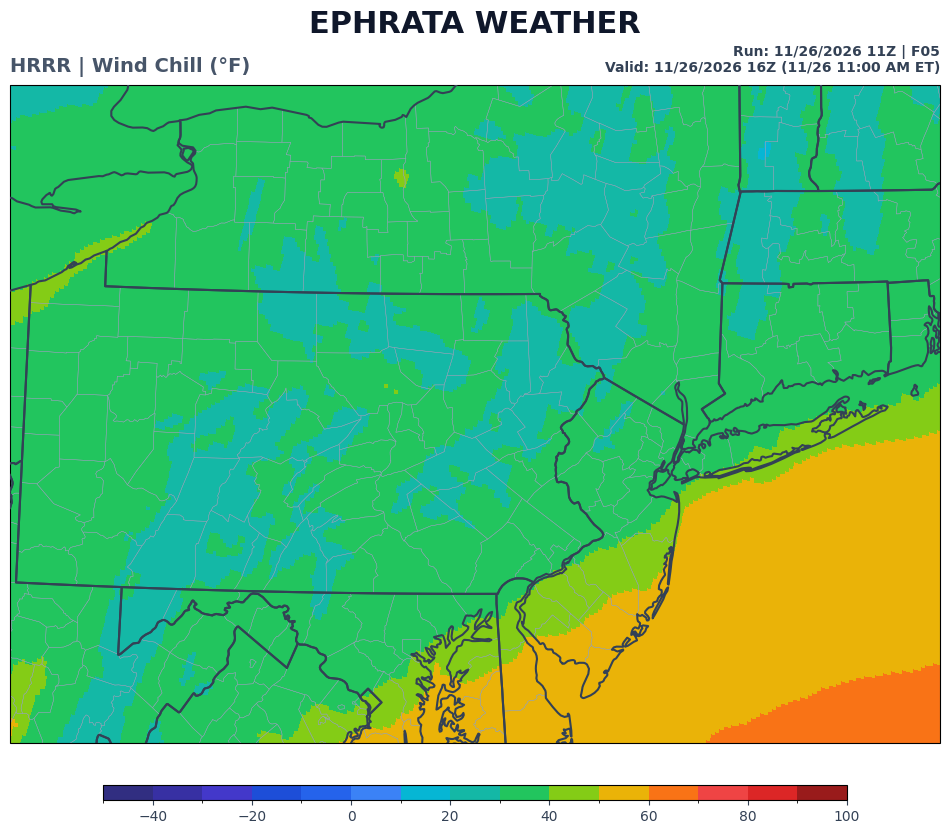 EPHRATA WEATHER
HRRR | Wind Chill (°F)
Run: 11/26/2026 11Z | F05
Valid: 11/26/2026 16Z (11/26 11:00 AM ET)
−40 −20 0 20 40 60 80 100